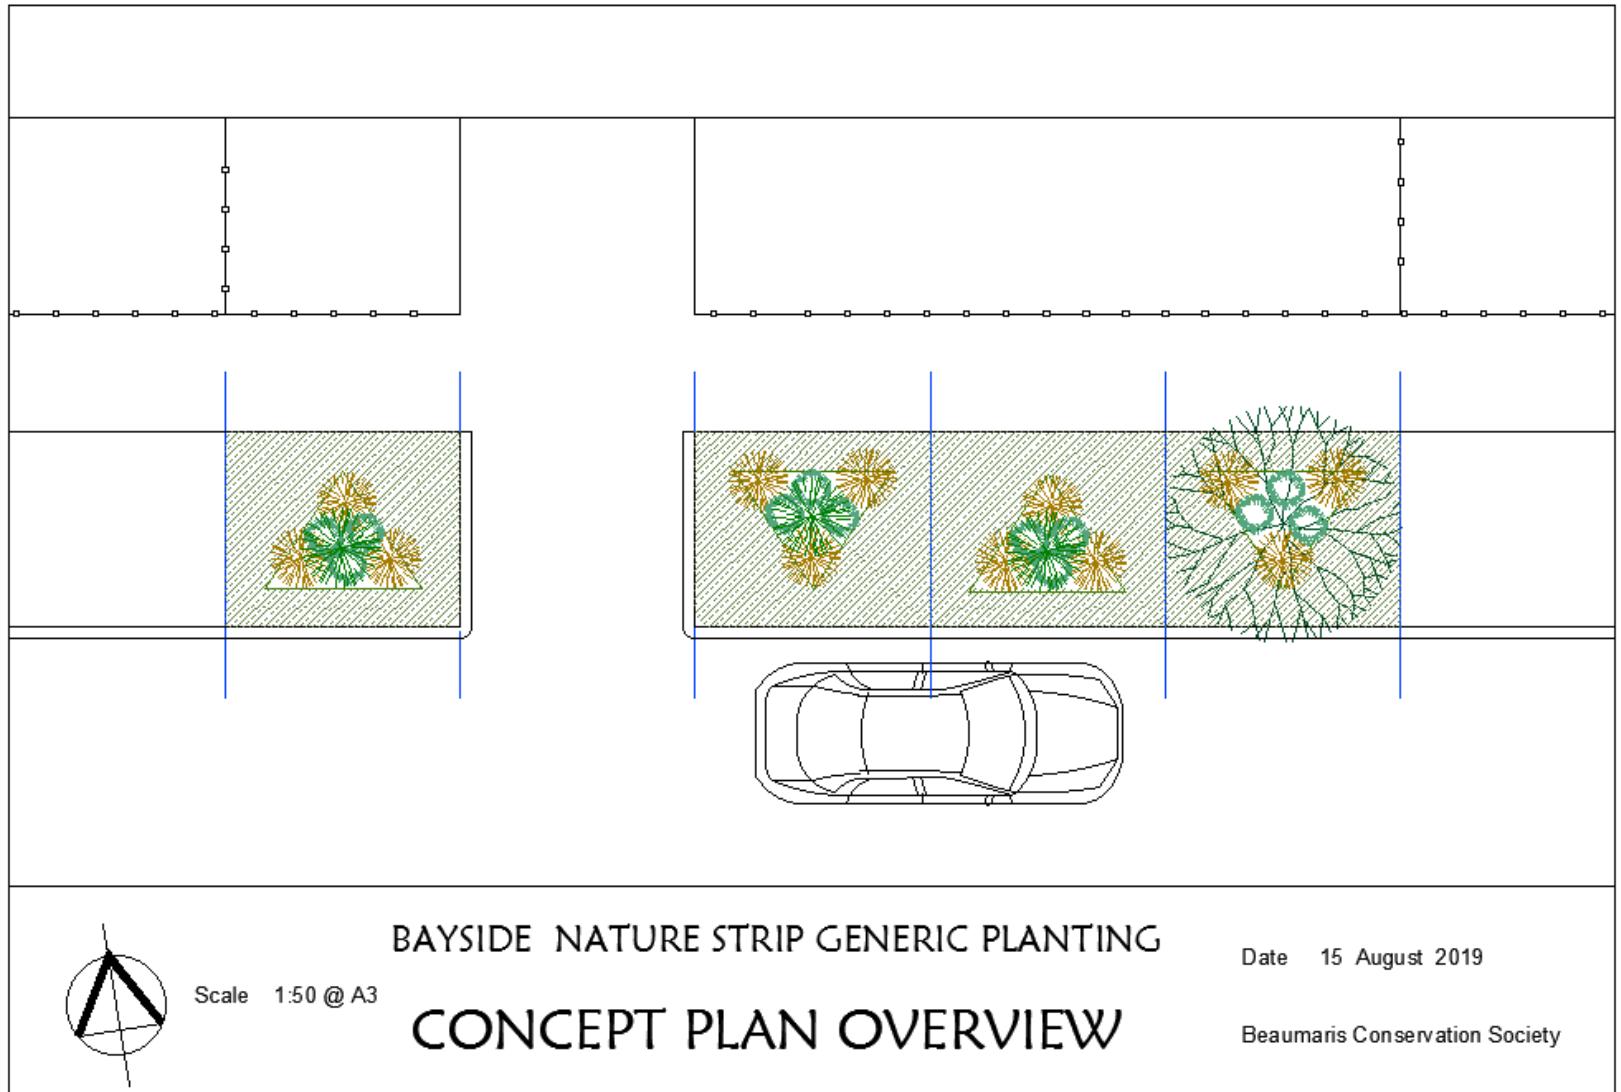 BAYSIDE NATURE STRIP GENERIC PLANTING
Date 15 August 2019
Scale 1:50 @ A3
CONCEPT PLAN OVERVIEW
Beaumaris Conservation Society